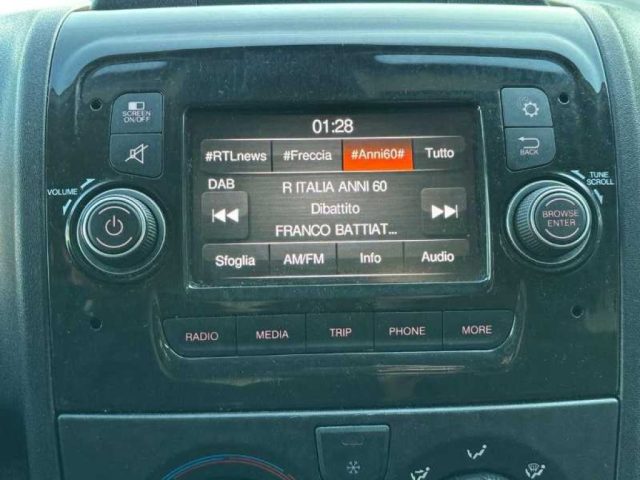 SCREEN
ON/OFF
01:28
#RTLnews #Freccia #Anni60# Tutto
BACK
DAB R ITALIA ANNI 60
VOLUME
TUNE
SCROLL
Dibattito
BROWSE
ENTER
FRANCO BATTIAT...
Sfoglia AM/FM Info Audio
RADIO MEDIA TRIP PHONE MORE